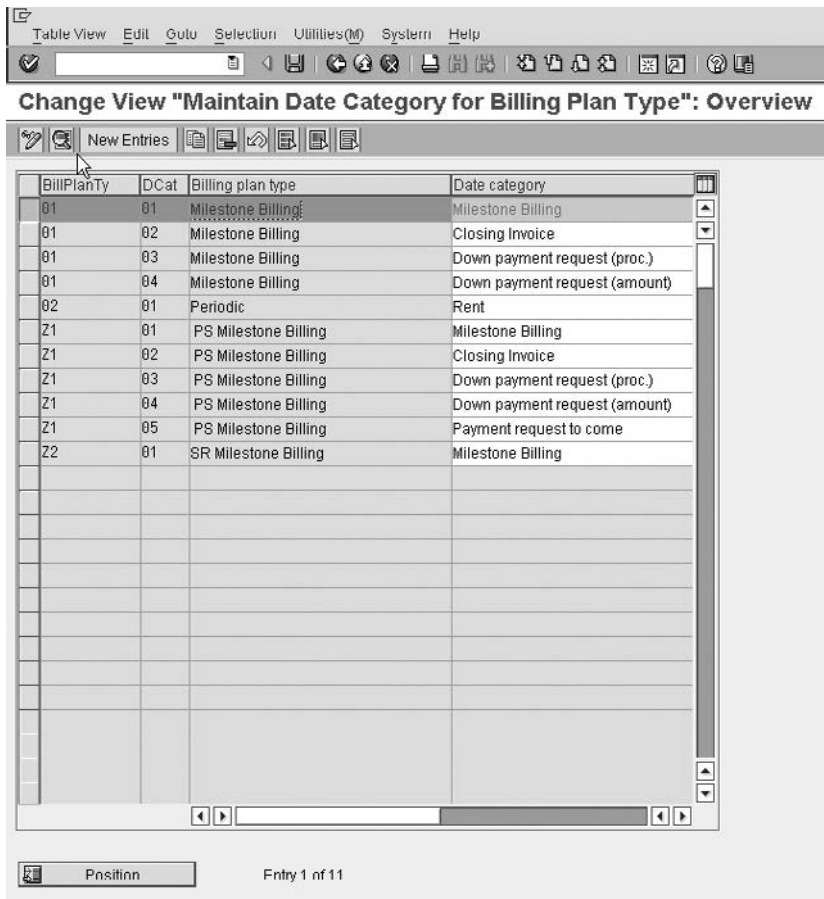 Table View Edit Goto Selection Utilities(M) System Help
Change View "Maintain Date Category for Billing Plan Type": Overview
New Entries
BillPlanTy DCat Billing plan type Date category
01 01 Milestone Billing Milestone Billing
01 02 Milestone Billing Closing Invoice
01 03 Milestone Billing Down payment request (proc.)
01 04 Milestone Billing Down payment request (amount)
02 01 Periodic Rent
Z1 01 PS Milestone Billing Milestone Billing
Z1 02 PS Milestone Billing Closing Invoice
Z1 03 PS Milestone Billing Down payment request (proc.)
Z1 04 PS Milestone Billing Down payment request (amount)
Z1 05 PS Milestone Billing Payment request to come
Z2 01 SR Milestone Billing Milestone Billing
Position Entry 1 of 11